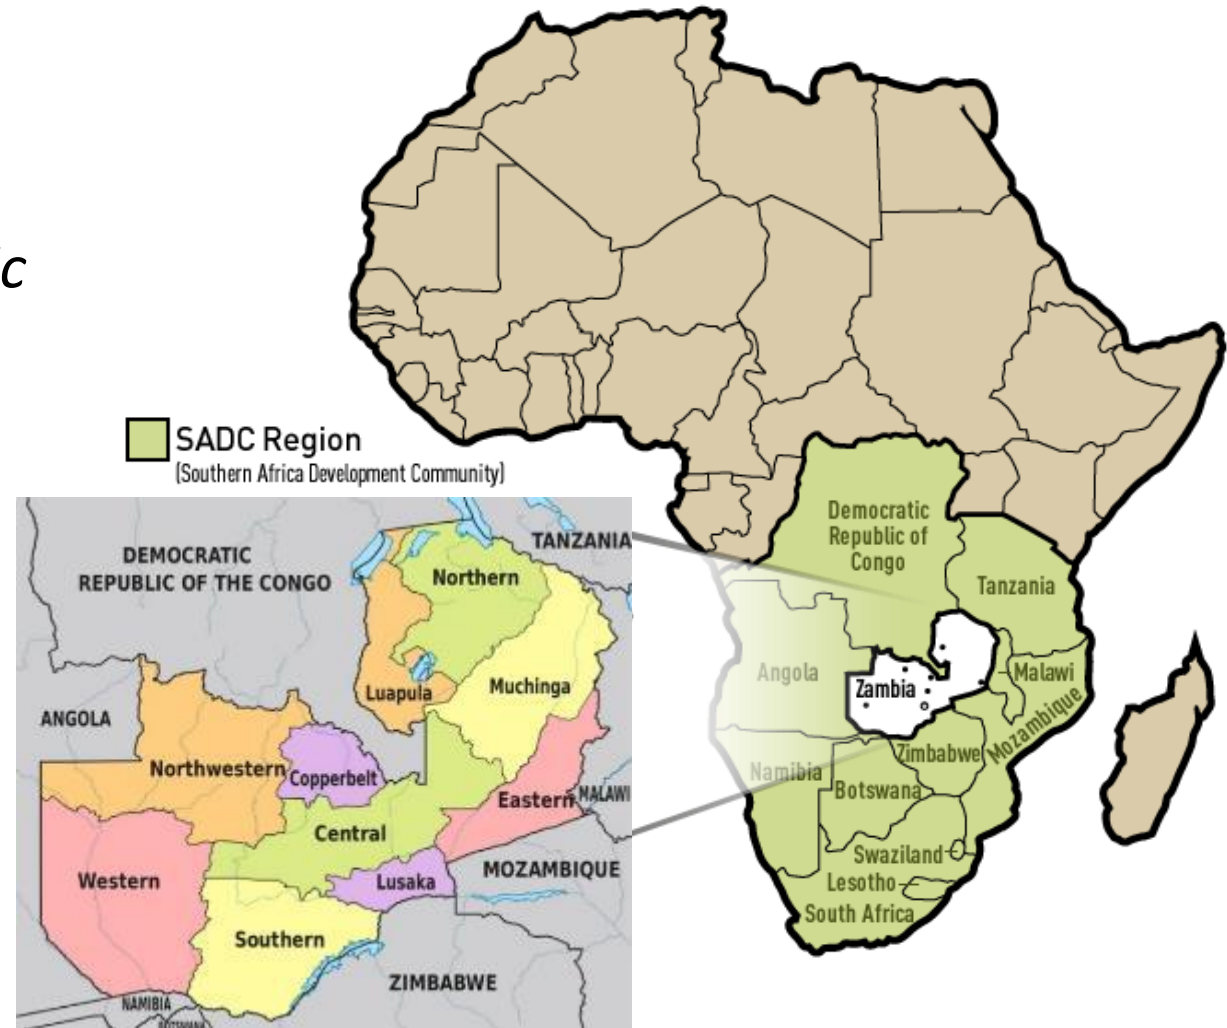 ic
SADC Region
(Southern Africa Development Community)
DEMOCRATIC
REPUBLIC OF THE CONGO
TANZANIA
Northern
Luapula
Muchinga
ANGOLA
Northwestern
Copperbelt
Eastern
MALAWI
Central
Western
Lusaka
MOZAMBIQUE
Southern
ZIMBABWE
NAMIBIA
BOTSWANA
Democratic
Republic of
Congo
Tanzania
Angola
Zambia
Malawi
Mozambique
Zimbabwe
Namibia
Botswana
Swaziland
Lesotho
South Africa